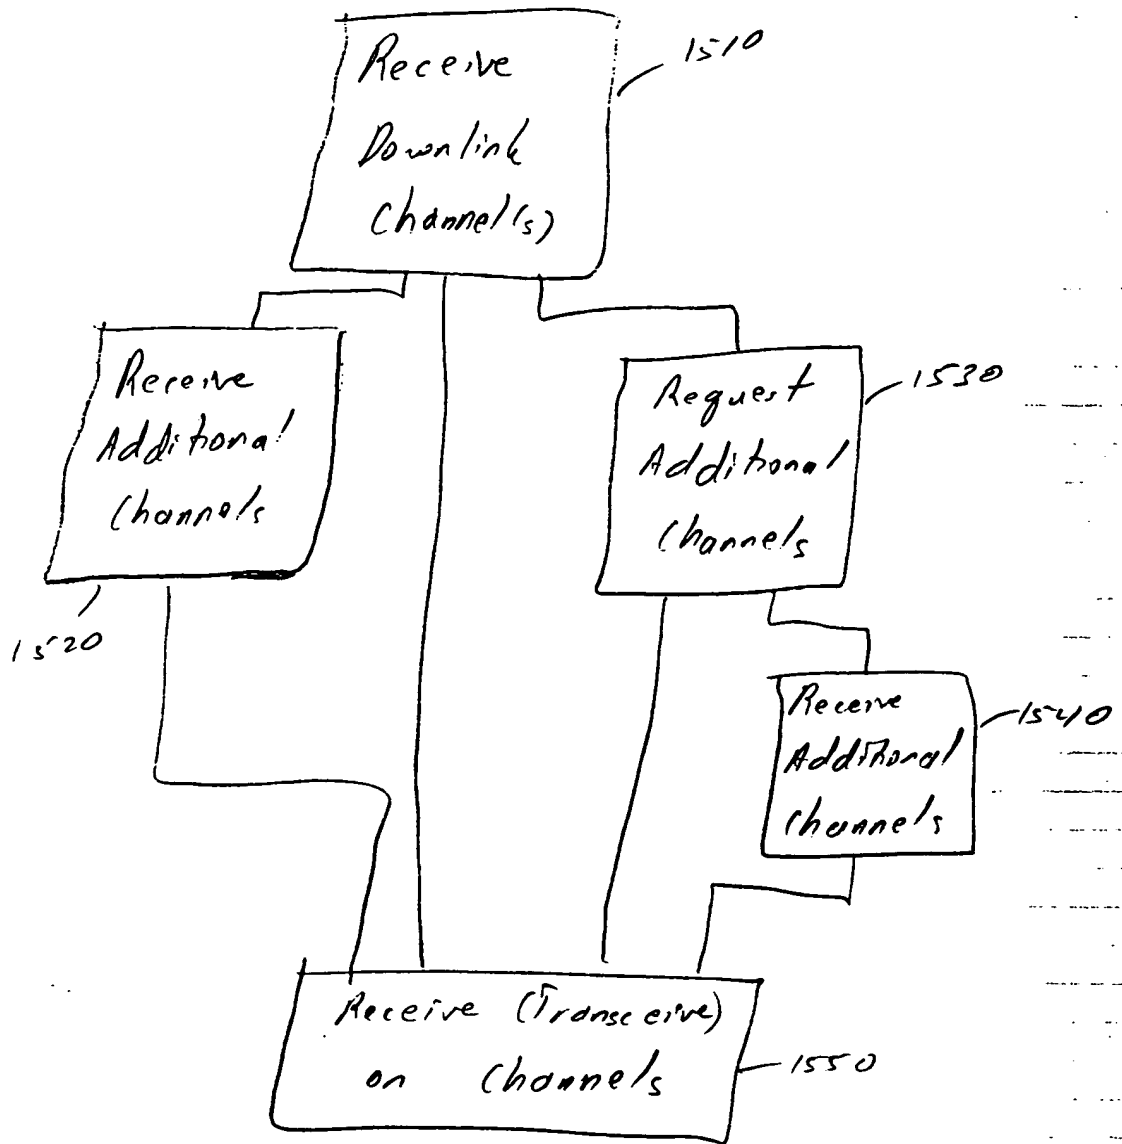 Receive
Downlink
Channel(s)
1510
Receive
Additional
Channels
1520
Request
Additional
Channels
1530
Receive
Additional
Channels
1540
Receive (Transceive)
on Channels
1550